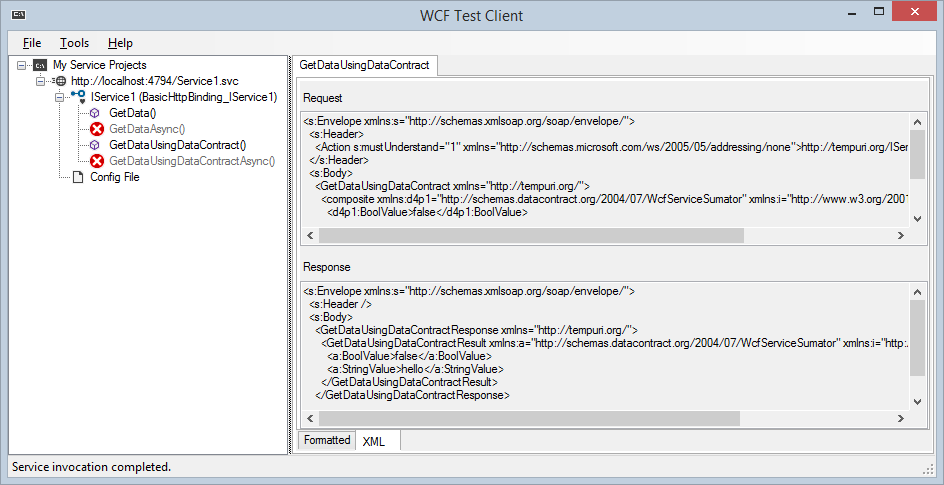 WCF Test Client
File Tools Help
My Service Projects
http://localhost:4794/Service1.svc
IService1 (BasicHttpBinding_IService1)
GetData()
GetDataAsync()
GetDataUsingDataContract()
GetDataUsingDataContractAsync()
Config File
GetDataUsingDataContract
Request
<s:Envelope xmlns:s="http://schemas.xmlsoap.org/soap/envelope/">
<s:Header>
<Action s:mustUnderstand="1" xmlns="http://schemas.microsoft.com/ws/2005/05/addressing/none">http://tempuri.org/ISer
</s:Header>
<s:Body>
<GetDataUsingDataContract xmlns="http://tempuri.org/">
<composite xmlns:d4p1="http://schemas.datacontract.org/2004/07/WcfServiceSumator" xmlns:i="http://www.w3.org/2001
<d4p1:BoolValue>false</d4p1:BoolValue>
Response
<s:Envelope xmlns:s="http://schemas.xmlsoap.org/soap/envelope/">
<s:Header />
<s:Body>
<GetDataUsingDataContractResponse xmlns="http://tempuri.org/">
<GetDataUsingDataContractResult xmlns:a="http://schemas.datacontract.org/2004/07/WcfServiceSumator" xmlns:i="http:/
<a:BoolValue>false</a:BoolValue>
<a:StringValue>hello</a:StringValue>
</GetDataUsingDataContractResult>
</GetDataUsingDataContractResponse>
Formatted XML
Service invocation completed.